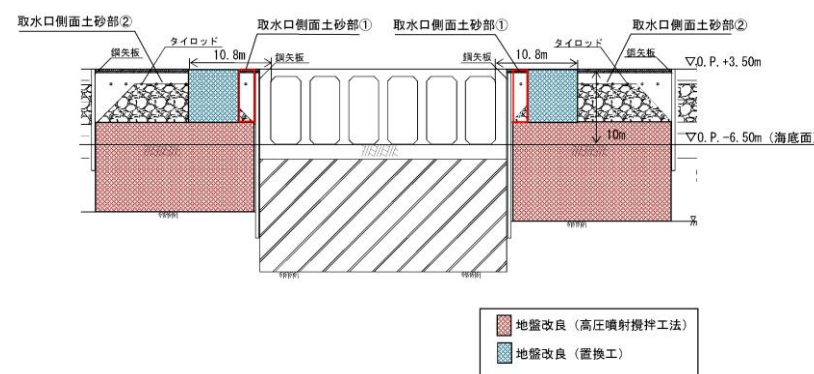 取水口側面土砂部② 取水口側面土砂部① 取水口側面土砂部① 取水口側面土砂部②
鋼矢板 タイロッド 10.8m 鋼矢板 鋼矢板 10.8m タイロッド 鋼矢板
▽O.P.+3.50m
10m
▽O.P.-6.50m（海底面
地盤改良（高圧噴射撹拌工法）
地盤改良（置換工）